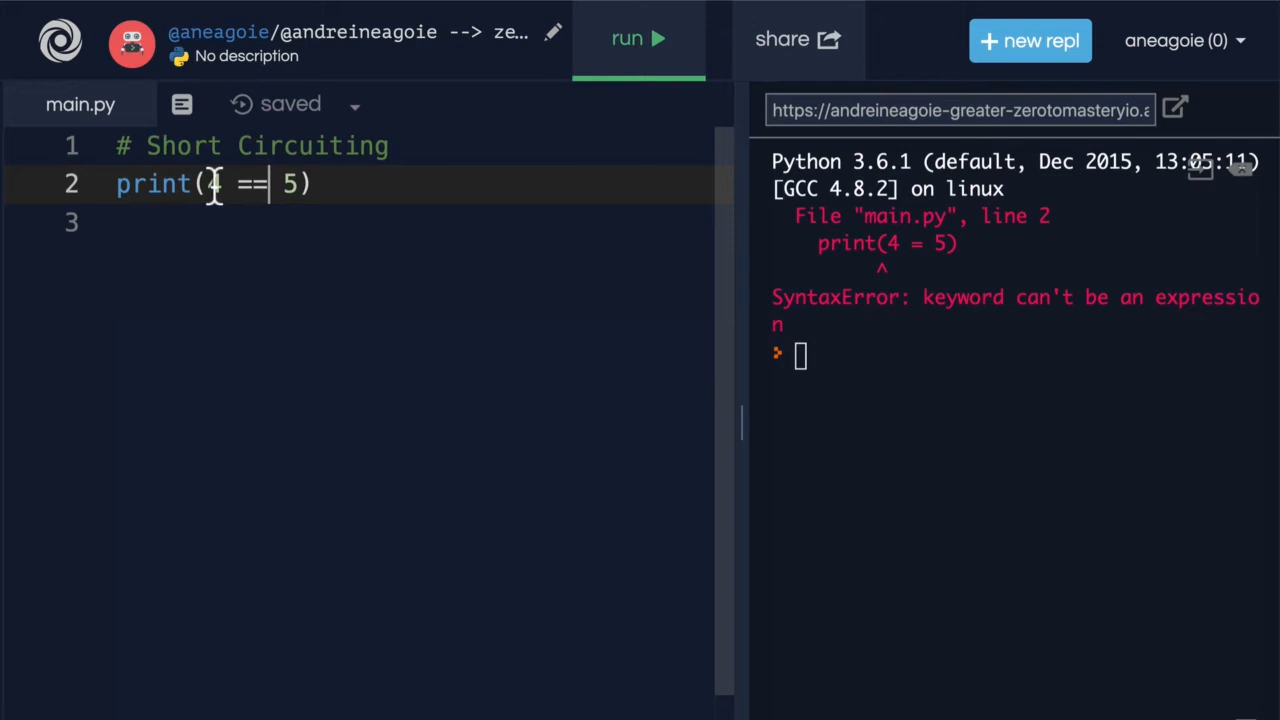 @aneagoie/@andreineagoie --> ze...
No description
run
share
+ new repl
aneagoie (0)
main.py
saved
https://andreineagoie-greater-zerotomasteryio.a
1 # Short Circuiting
2 print(4 == 5)
3
Python 3.6.1 (default, Dec 2015, 13:05:11)
[GCC 4.8.2] on linux
File "main.py", line 2
print(4 = 5)
^
SyntaxError: keyword can't be an expressio
n